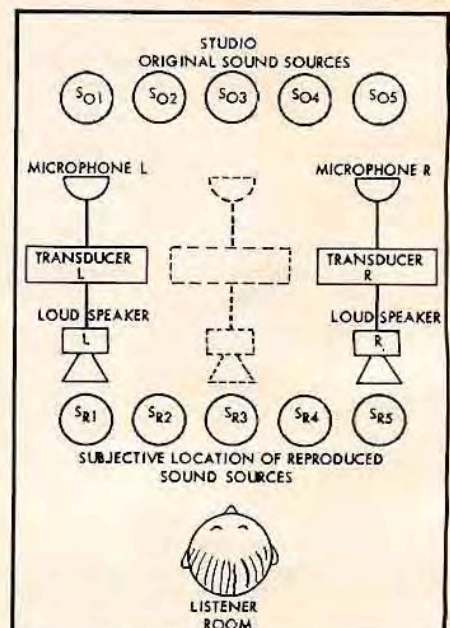 STUDIO
ORIGINAL SOUND SOURCES
SO1 SO2 SO3 SO4 SO5
MICROPHONE L MICROPHONE R
TRANSDUCER L TRANSDUCER R
LOUD SPEAKER LOUD SPEAKER
L R
SR1 SR2 SR3 SR4 SR5
SUBJECTIVE LOCATION OF REPRODUCED
SOUND SOURCES
LISTENER
ROOM